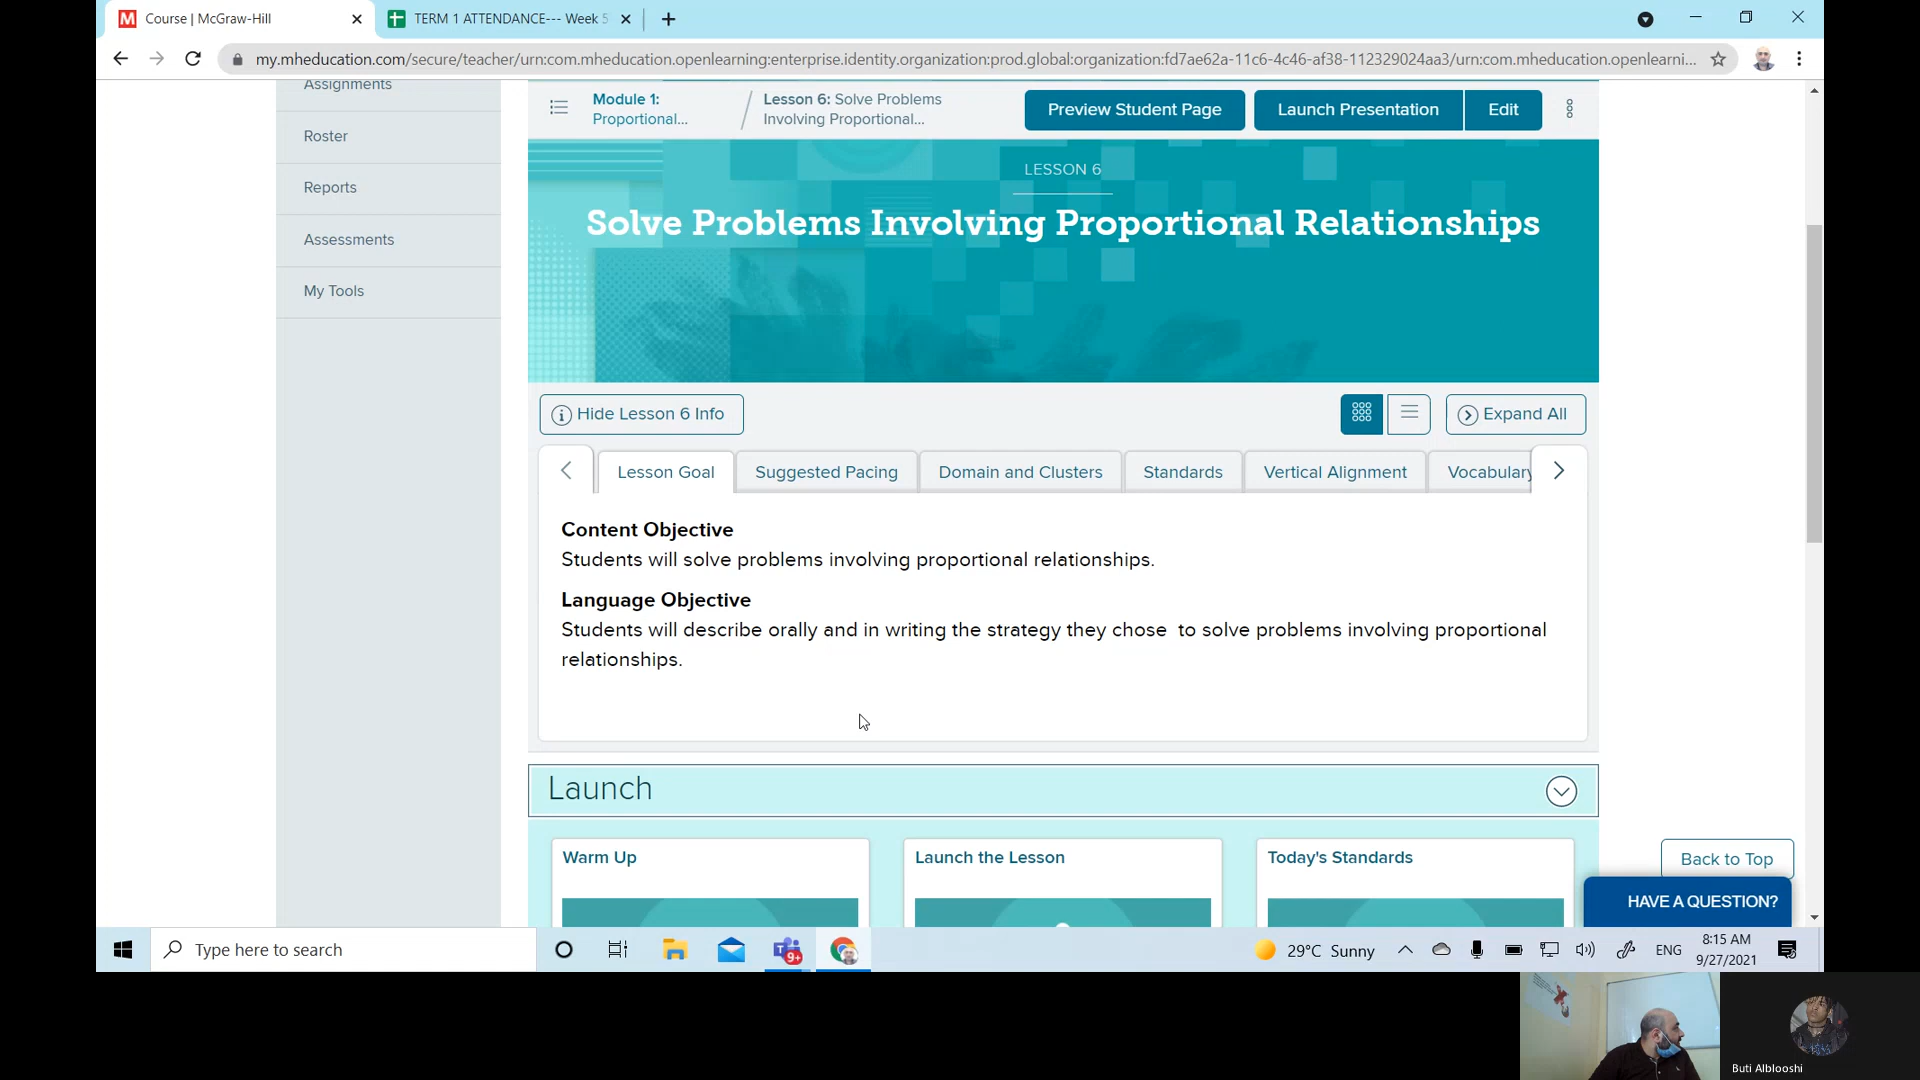 Course | McGraw-Hill
TERM 1 ATTENDANCE--- Week 5
my.mheducation.com/secure/teacher/urn:com.mheducation.openlearning:enterprise.identity.organization:prod.global:organization:fd7ae62a-11c6-4c46-af38-112329024aa3/urn:com.mheducation.openlearni...
Assignments
Roster
Reports
Assessments
My Tools
Module 1:
Proportional...
Lesson 6: Solve Problems
Involving Proportional...
Preview Student Page
Launch Presentation
Edit
LESSON 6
Solve Problems Involving Proportional Relationships
Hide Lesson 6 Info
Expand All
Lesson Goal
Suggested Pacing
Domain and Clusters
Standards
Vertical Alignment
Vocabulary
Content Objective
Students will solve problems involving proportional relationships.
Language Objective
Students will describe orally and in writing the strategy they chose  to solve problems involving proportional
relationships.
Launch
Warm Up
Launch the Lesson
Today's Standards
Back to Top
HAVE A QUESTION?
Type here to search
9+
29°C Sunny
ENG
8:15 AM
9/27/2021
Buti Alblooshi